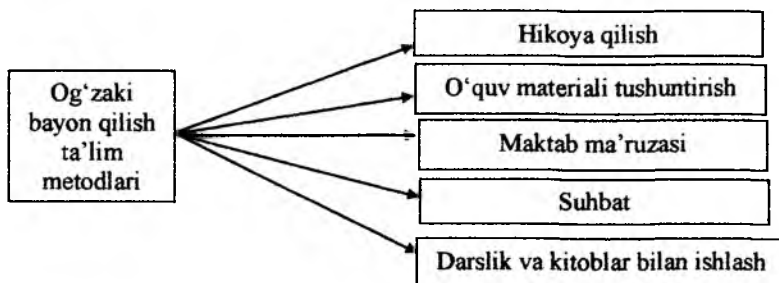 Og‘zaki
bayon qilish
ta’lim
metodlari
Hikoya qilish
O‘quv materiali tushuntirish
Maktab ma’ruzasi
Suhbat
Darslik va kitoblar bilan ishlash